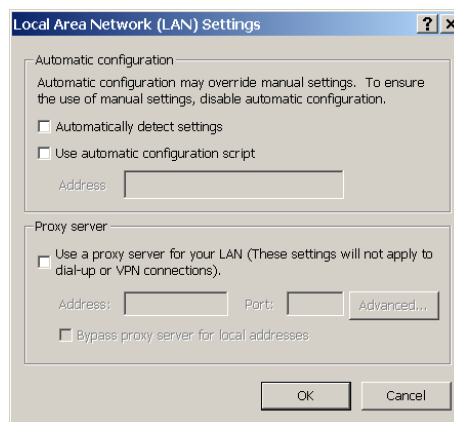 Local Area Network (LAN) Settings
Automatic configuration
Automatic configuration may override manual settings. To ensure
the use of manual settings, disable automatic configuration.
Automatically detect settings
Use automatic configuration script
Address
Proxy server
Use a proxy server for your LAN (These settings will not apply to
dial-up or VPN connections).
Address: Port: Advanced...
Bypass proxy server for local addresses
OK Cancel